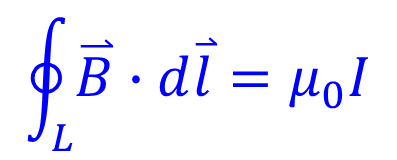 ∮_L B⃗ · dl⃗ = μ₀I